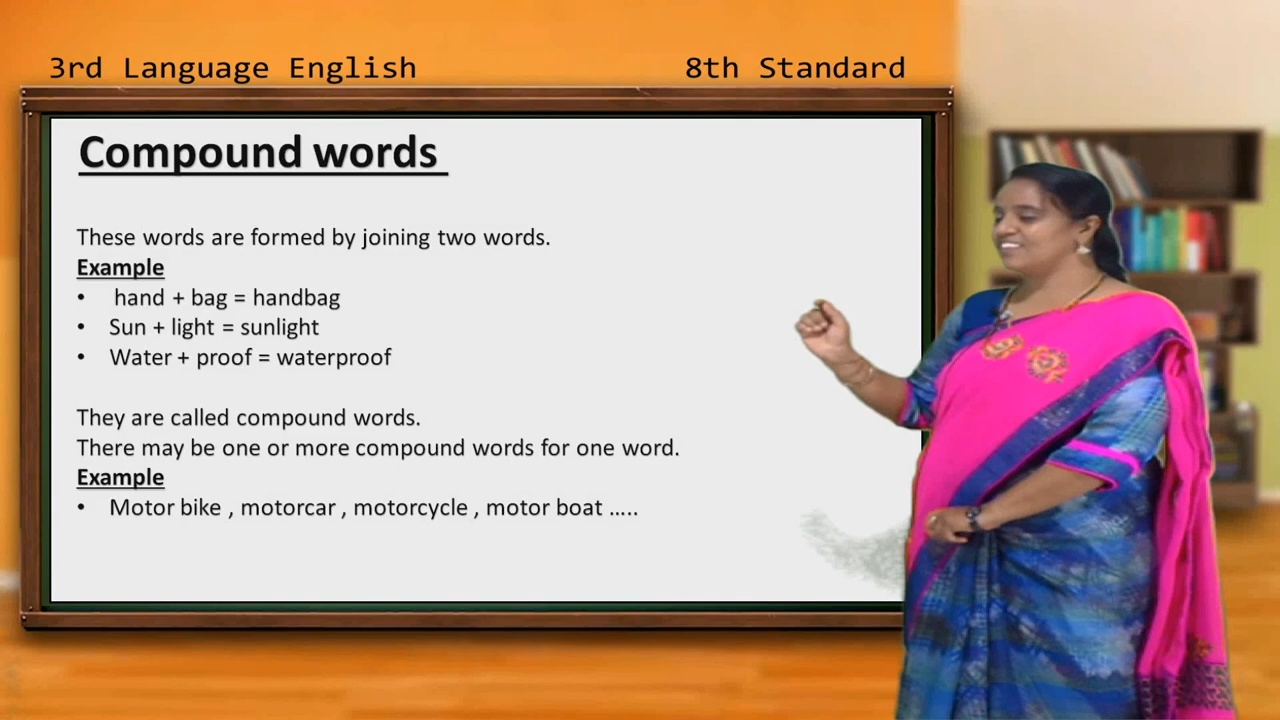 3rd Language English 8th Standard
Compound words
These words are formed by joining two words.
Example
• hand + bag = handbag
• Sun + light = sunlight
• Water + proof = waterproof
They are called compound words.
There may be one or more compound words for one word.
Example
• Motor bike , motorcar , motorcycle , motor boat .....